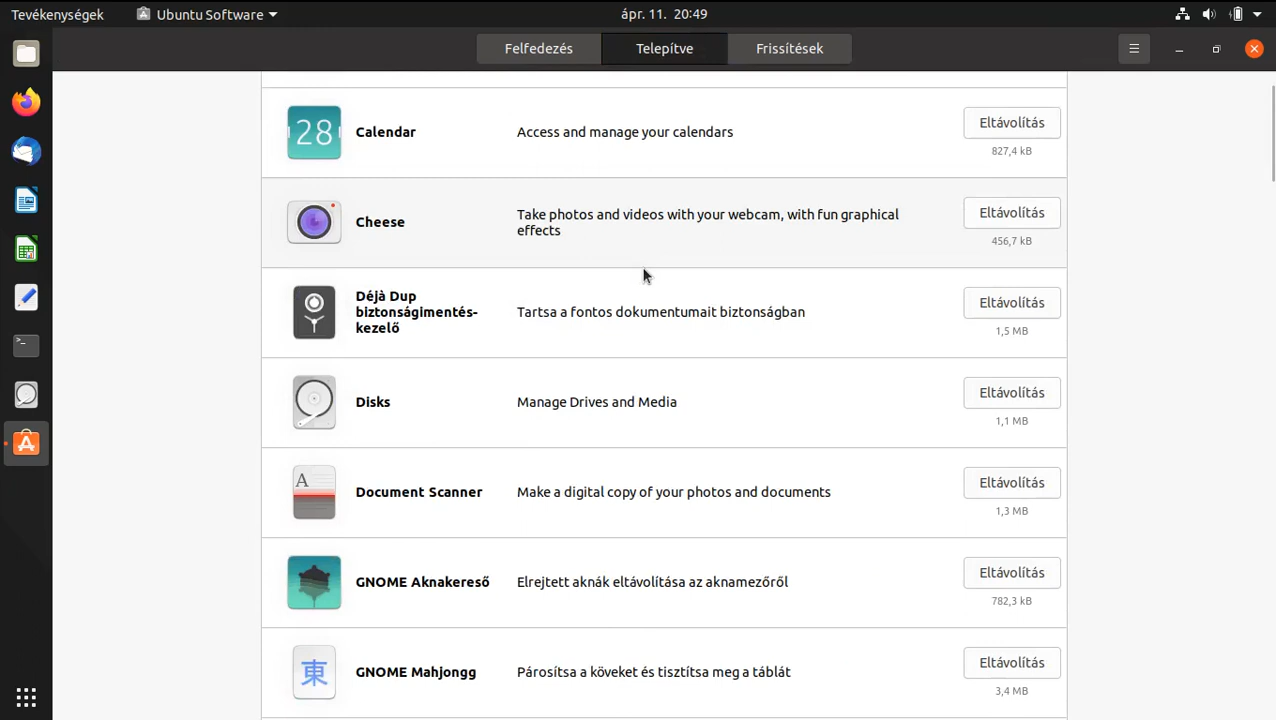 Tevékenységek Ubuntu Software ápr. 11. 20:49
Felfedezés Telepítve Frissítések
28 Calendar Access and manage your calendars Eltávolítás
827,4 kB
Cheese Take photos and videos with your webcam, with fun graphical
effects
Eltávolítás
456,7 kB
Déjà Dup
biztonságimentés-
kezelő
Tartsa a fontos dokumentumait biztonságban
Eltávolítás
1,5 MB
Disks Manage Drives and Media Eltávolítás
1,1 MB
A
Document Scanner Make a digital copy of your photos and documents Eltávolítás
1,3 MB
GNOME Aknakereső Elrejtett aknák eltávolítása az aknamezőről Eltávolítás
782,3 kB
東 GNOME Mahjongg Párosítsa a köveket és tisztítsa meg a táblát Eltávolítás
3,4 MB